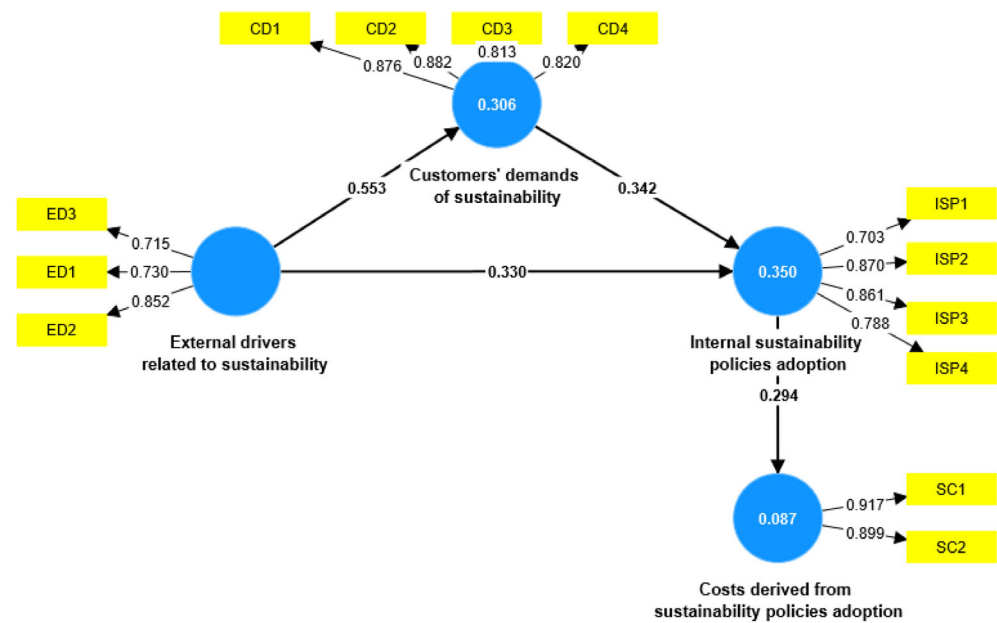 CD1
CD2
CD3
CD4
0.876
0.882
0.813
0.820
0.306
Customers' demands
of sustainability
0.553
0.342
ED3
ED1
ED2
0.715
0.730
0.852
External drivers
related to sustainability
0.330
0.350
Internal sustainability
policies adoption
0.703
0.870
0.861
0.788
ISP1
ISP2
ISP3
ISP4
0.294
0.087
0.917
0.899
SC1
SC2
Costs derived from
sustainability policies adoption